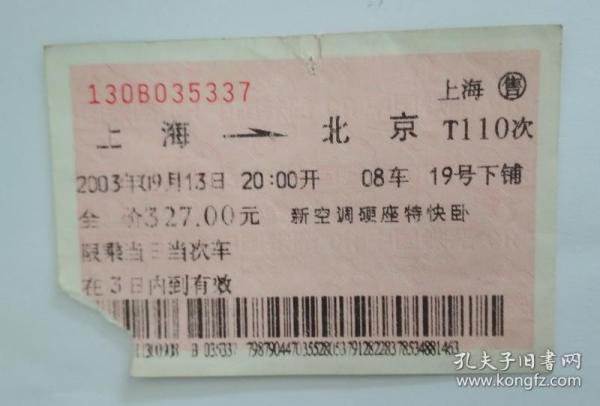 130B035337
上海 售
上海 → 北京 T110次
2003年09月13日 20:00开 08车 19号下铺
全价327.00元 新空调硬座特快卧
限乘当日当次车
在3日内到有效
B 035337
孔夫子旧书网
www.kongfz.com